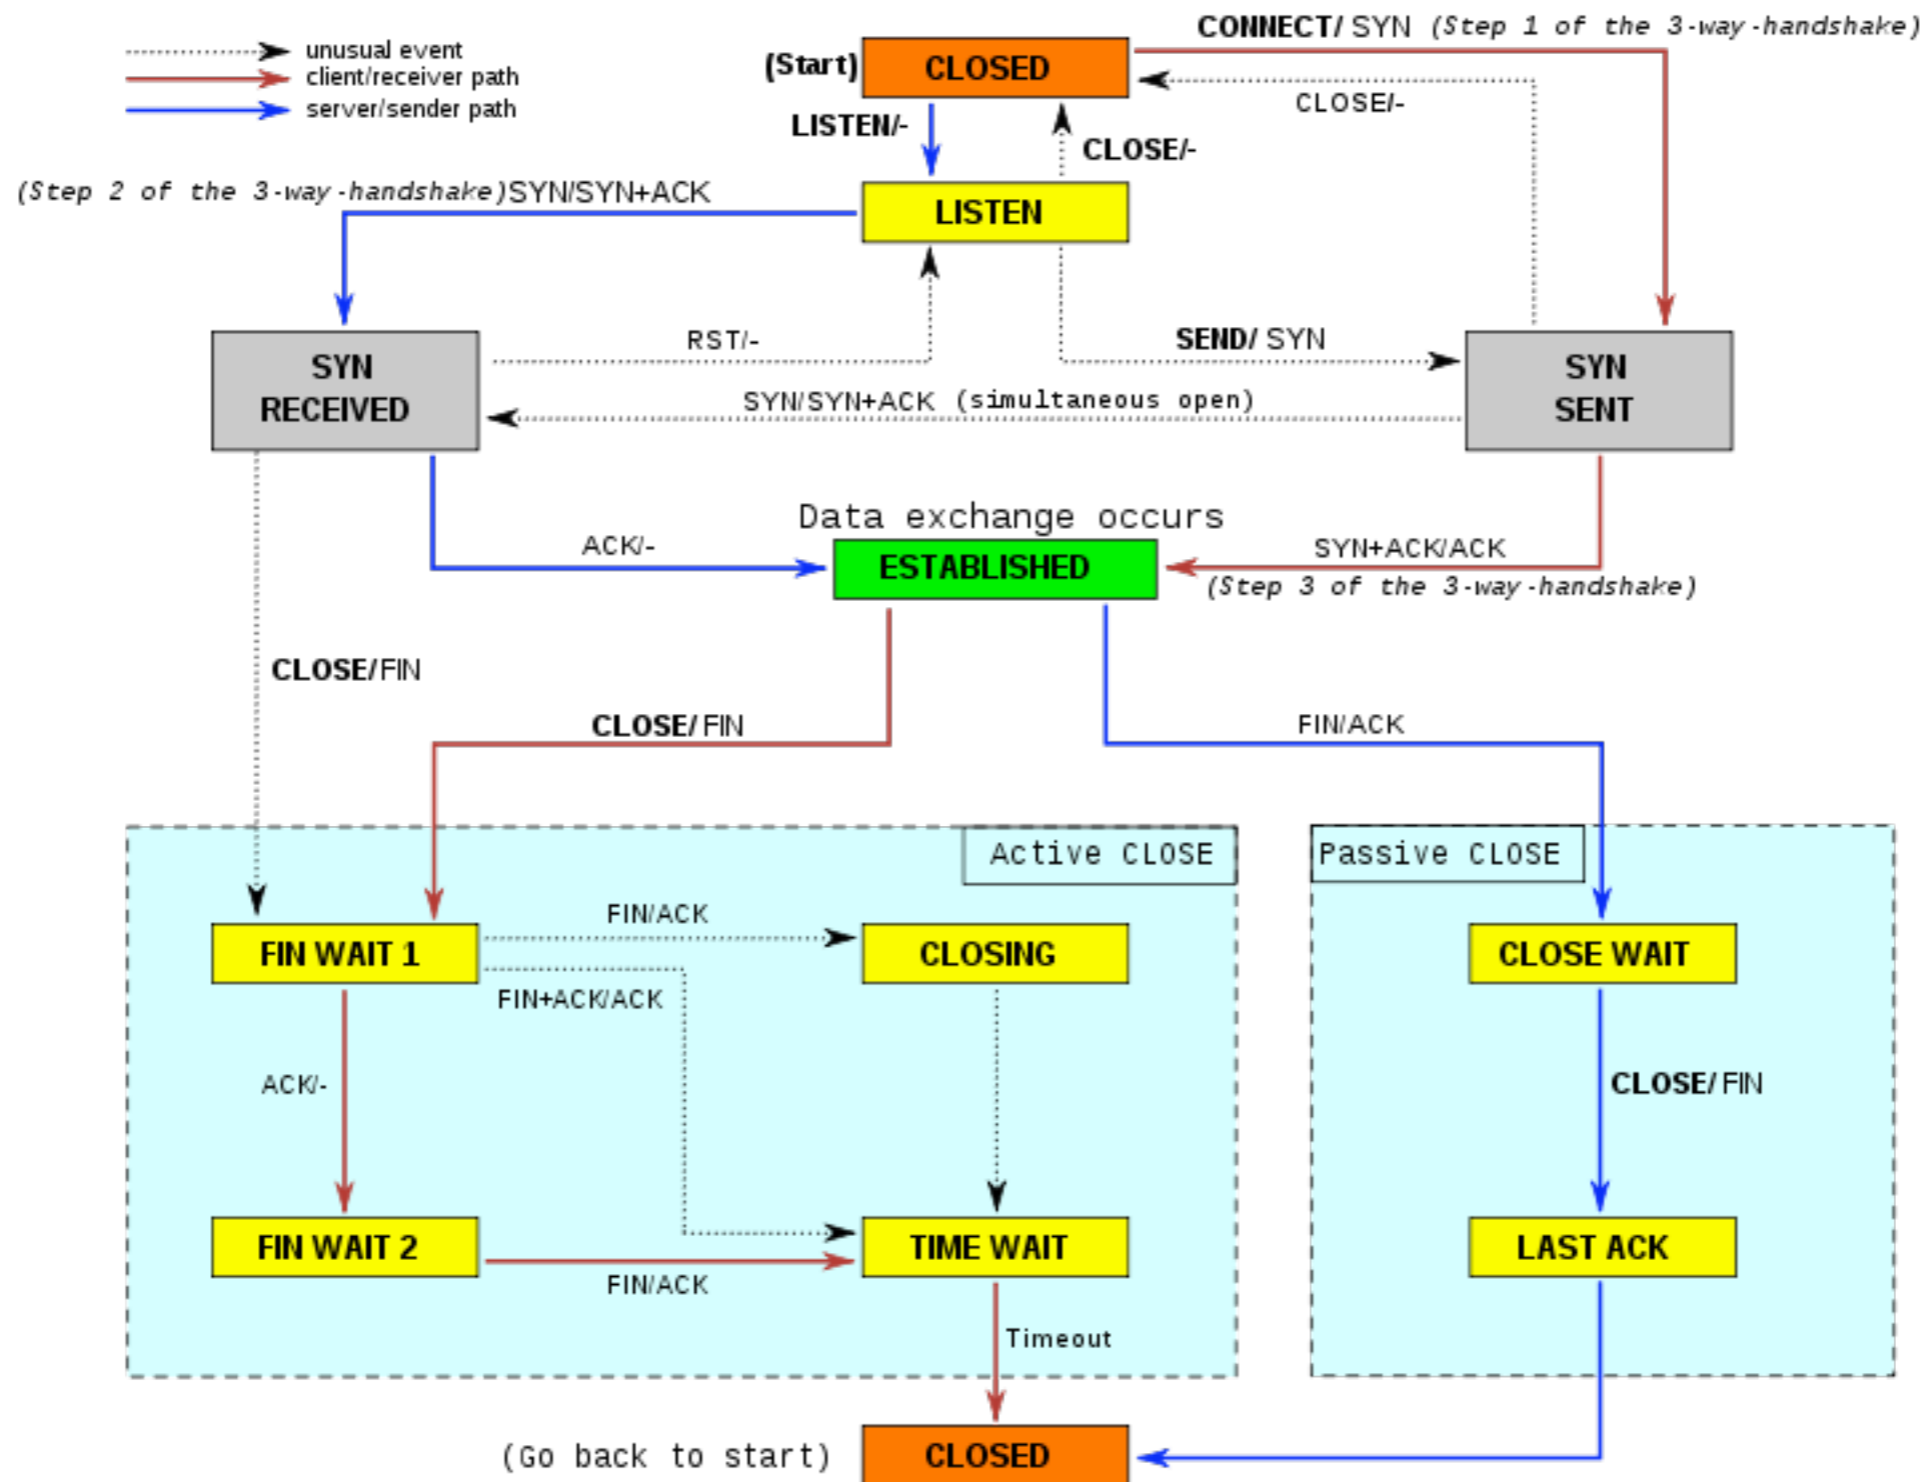 CONNECT/ SYN (Step 1 of the 3-way-handshake)
unusual event
client/receiver path
server/sender path
(Start)
CLOSED
CLOSE/-
LISTEN/-
CLOSE/-
(Step 2 of the 3-way-handshake)SYN/SYN+ACK
LISTEN
RST/-
SEND/ SYN
SYN
RECEIVED
SYN
SENT
SYN/SYN+ACK (simultaneous open)
Data exchange occurs
ACK/-
ESTABLISHED
SYN+ACK/ACK
(Step 3 of the 3-way-handshake)
CLOSE/FIN
CLOSE/ FIN
FIN/ACK
Active CLOSE
Passive CLOSE
FIN/ACK
FIN WAIT 1
CLOSING
CLOSE WAIT
FIN+ACK/ACK
ACK/-
CLOSE/ FIN
FIN WAIT 2
TIME WAIT
LAST ACK
FIN/ACK
Timeout
(Go back to start)
CLOSED